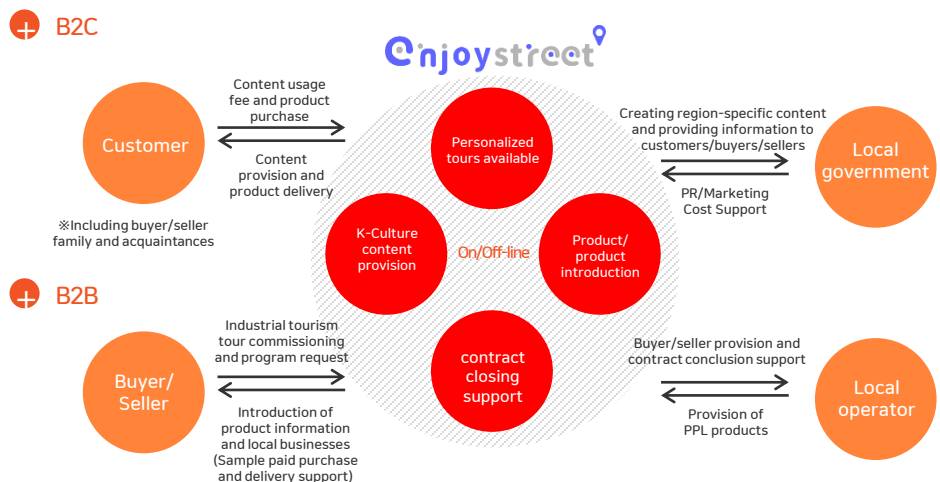 B2C
enjoystreet
Customer
※Including buyer/seller
family and acquaintances
Content usage
fee and product
purchase
Content
provision and
product delivery
Personalized
tours available
K-Culture
content
provision
On/Off-line
Product/
product
introduction
contract
closing
support
Creating region-specific content
and providing information to
customers/buyers/sellers
PR/Marketing
Cost Support
Local
government
B2B
Buyer/
Seller
Industrial tourism
tour commissioning
and program request
Introduction of
product information
and local businesses
(Sample paid purchase
and delivery support)
Buyer/seller provision and
contract conclusion support
Provision of
PPL products
Local
operator